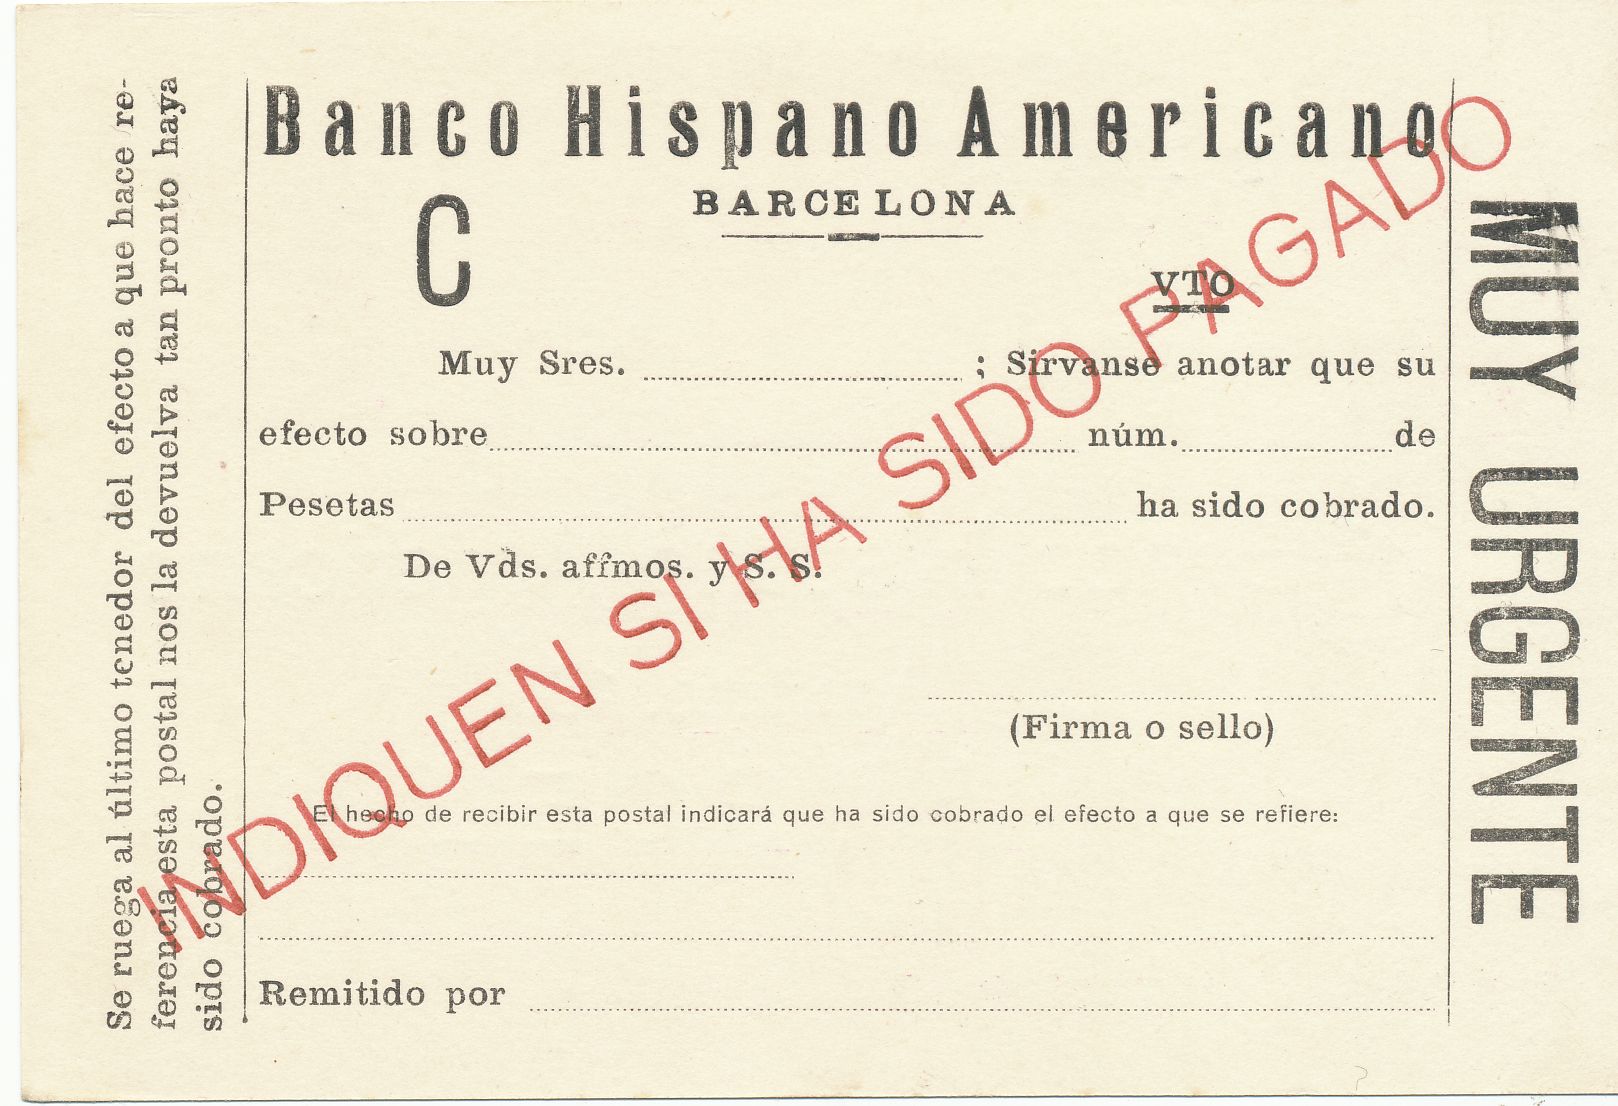 Se ruega al último tenedor del efecto a que hace re-
ferencia esta postal nos la devuelva tan pronto haya
sido cobrado.
Banco Hispano Americano
BARCELONA
C
VTO
Muy Sres. ; Sirvanse anotar que su
efecto sobre núm. de
Pesetas ha sido cobrado.
De Vds. affmos. y S. S.
(Firma o sello)
El hecho de recibir esta postal indicará que ha sido cobrado el efecto a que se refiere:
Remitido por
INDIQUEN SI HA SIDO PAGADO
MUY URGENTE